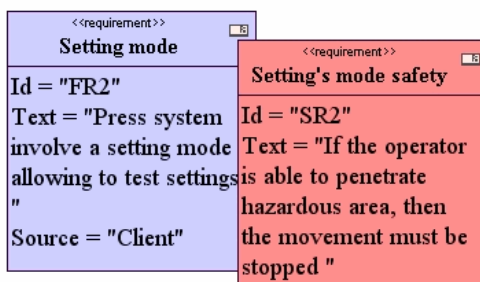 <<requirement>>
Setting mode
Id = "FR2"
Text = "Press system
involve a setting mode
allowing to test settings
"
Source = "Client"
<<requirement>>
Setting's mode safety
Id = "SR2"
Text = "If the operator
is able to penetrate
hazardous area, then
the movement must be
stopped "